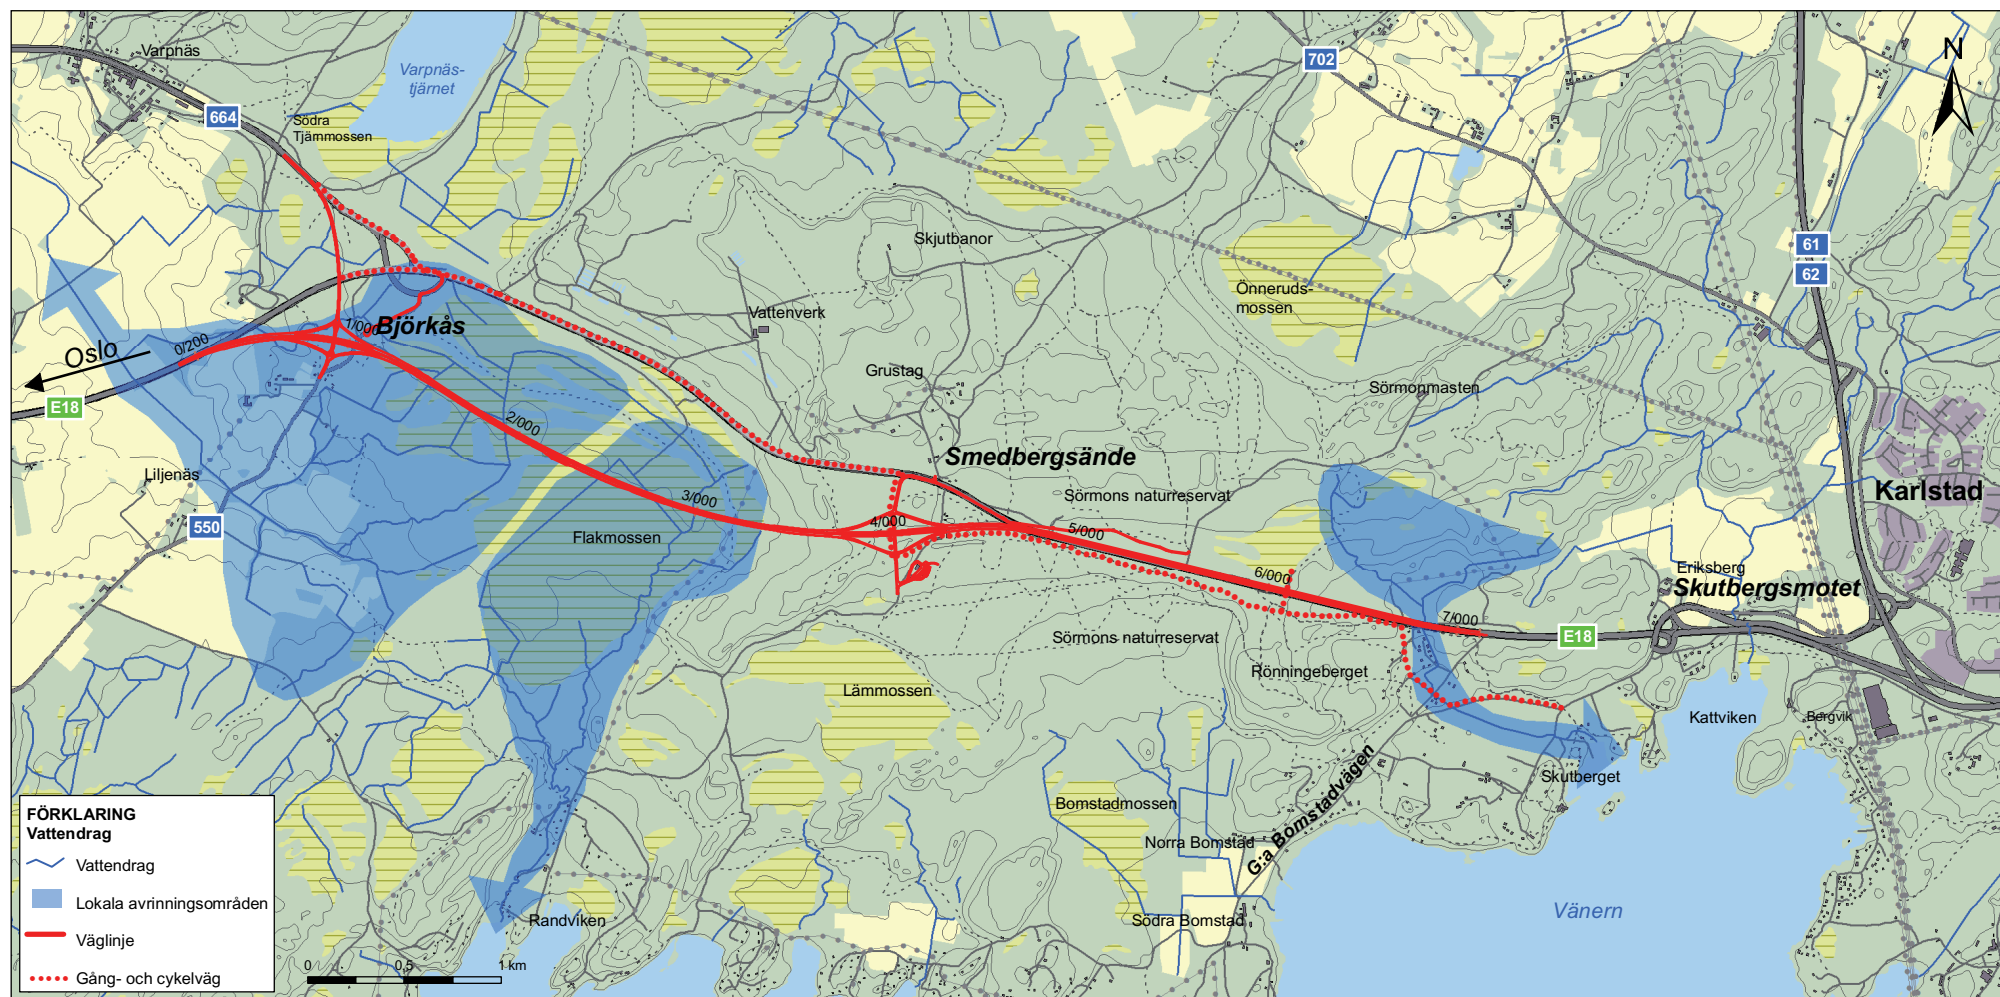 Varpnäs
664
Södra
Tjärnmossen
Varpnäs-
tjärnet
702
N
61
62
Skjutbanor
Önneruds-
mossen
Vattenverk
Björkås
1/000
0/200
Oslo
E18
Grustag
Sörmonmasten
2/000
Smedbergsände
Liljenäs
Sörmons naturreservat
Karlstad
3/000
550
4/000
5/000
Flakmossen
6/000
Eriksberg
Skutbergsmotet
7/000
E18
Sörmons naturreservat
Rönningeberget
Lämmossen
Kattviken
Bergvik
Skutberget
Bomstadmossen
G:a Bomstadvägen
Norra Bomstad
Vänern
Södra Bomstad
Randviken
FÖRKLARING
Vattendrag
Vattendrag
Lokala avrinningsområden
Väglinje
Gång- och cykelväg
0 0,5 1 km